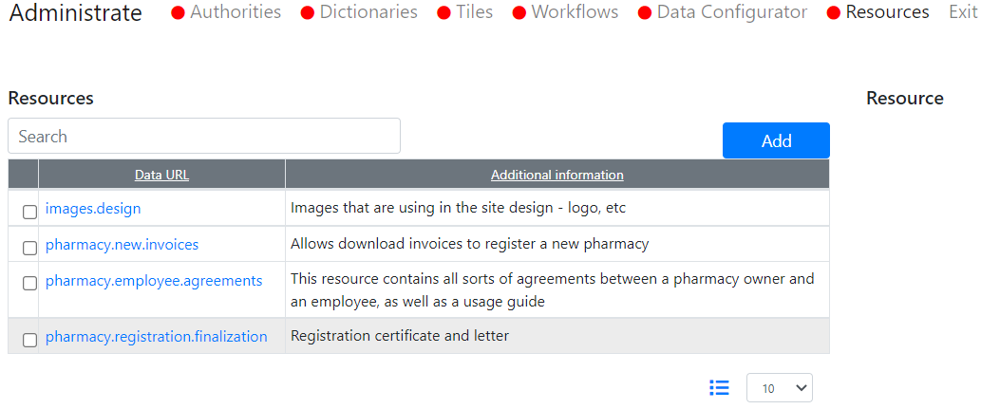 Administrate Authorities Dictionaries Tiles Workflows Data Configurator Resources Exit
Resources
Resource
Search
Add
Data URL Additional information
images.design Images that are using in the site design - logo, etc
pharmacy.new.invoices Allows download invoices to register a new pharmacy
pharmacy.employee.agreements This resource contains all sorts of agreements between a pharmacy owner and
an employee, as well as a usage guide
pharmacy.registration.finalization Registration certificate and letter
10